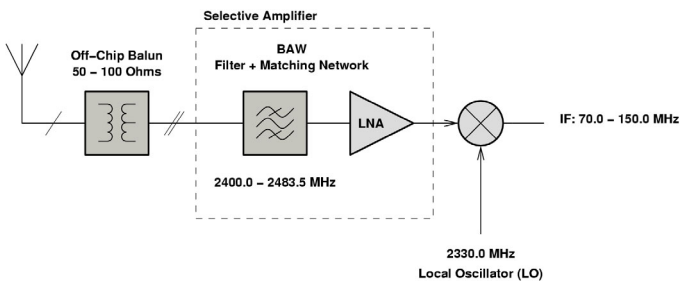 Selective Amplifier
Off-Chip Balun
50 - 100 Ohms
BAW
Filter + Matching Network
LNA
IF: 70.0 - 150.0 MHz
2400.0 - 2483.5 MHz
2330.0 MHz
Local Oscillator (LO)